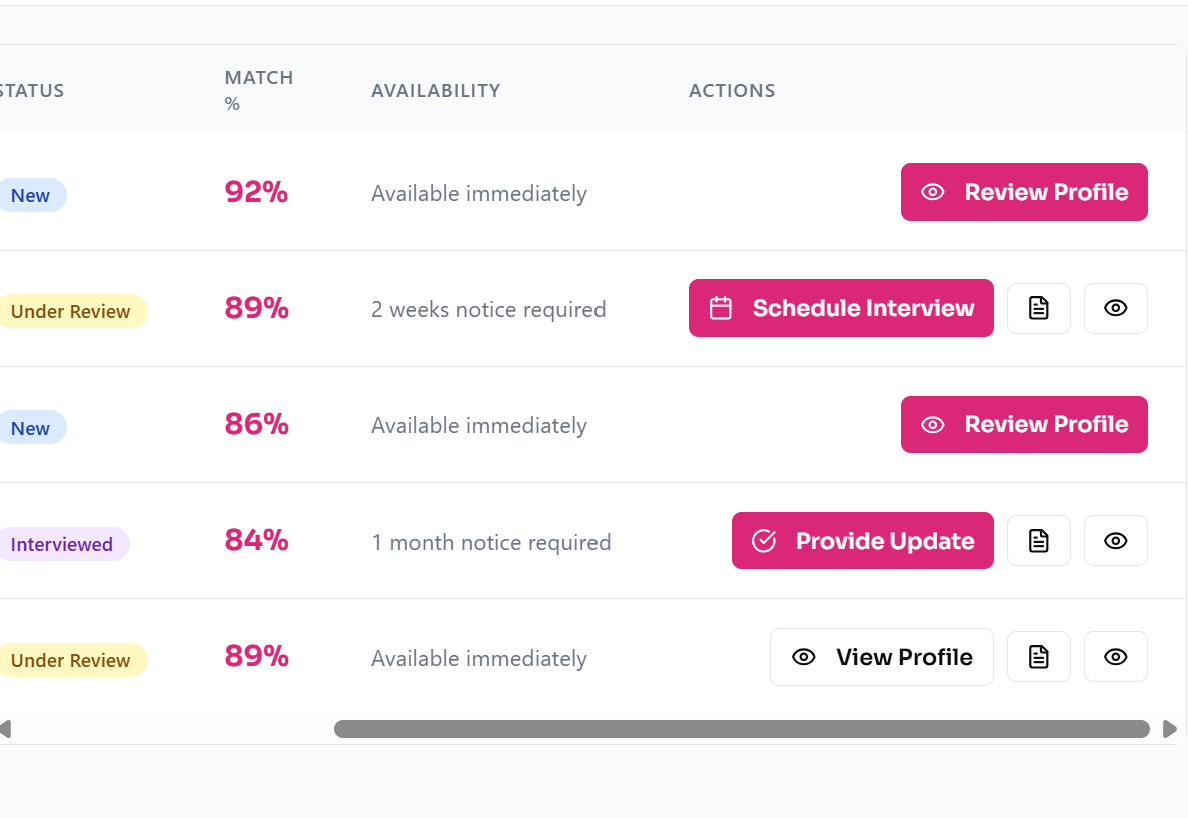 STATUS MATCH % AVAILABILITY ACTIONS
New 92% Available immediately Review Profile
Under Review 89% 2 weeks notice required Schedule Interview
New 86% Available immediately Review Profile
Interviewed 84% 1 month notice required Provide Update
Under Review 89% Available immediately View Profile